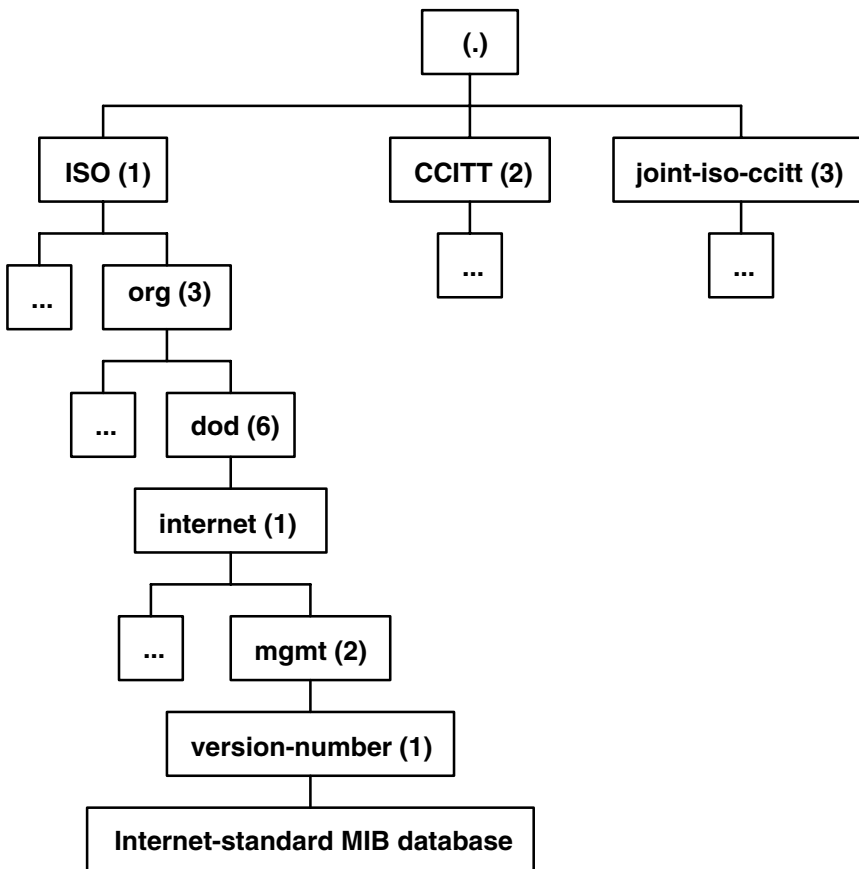 (.)
ISO (1)
CCITT (2)
joint-iso-ccitt (3)
...
org (3)
...
...
...
dod (6)
internet (1)
...
mgmt (2)
version-number (1)
Internet-standard MIB database